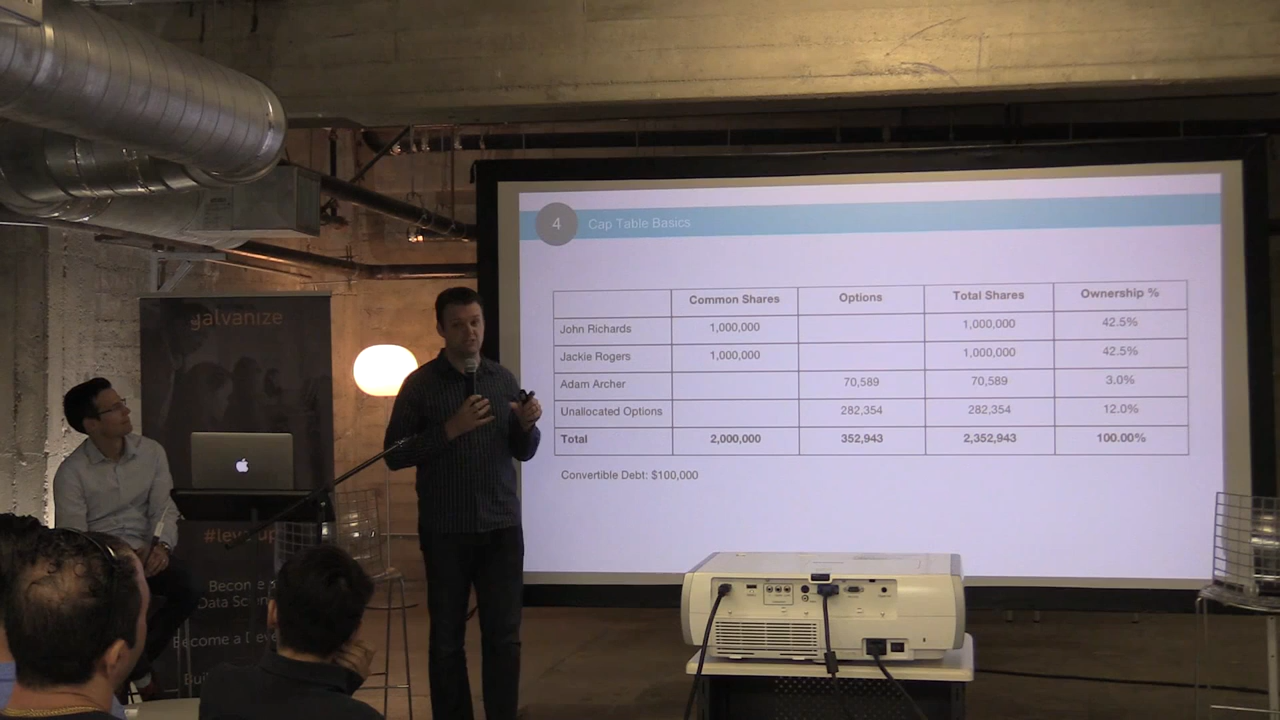 galvanize
4 Cap Table Basics
Common Shares Options Total Shares Ownership %
John Richards 1,000,000 1,000,000 42.5%
Jackie Rogers 1,000,000 1,000,000 42.5%
Adam Archer 70,589 70,589 3.0%
Unallocated Options 282,354 282,354 12.0%
Total 2,000,000 352,943 2,352,943 100.00%
Convertible Debt: $100,000
Become
Data
Become a